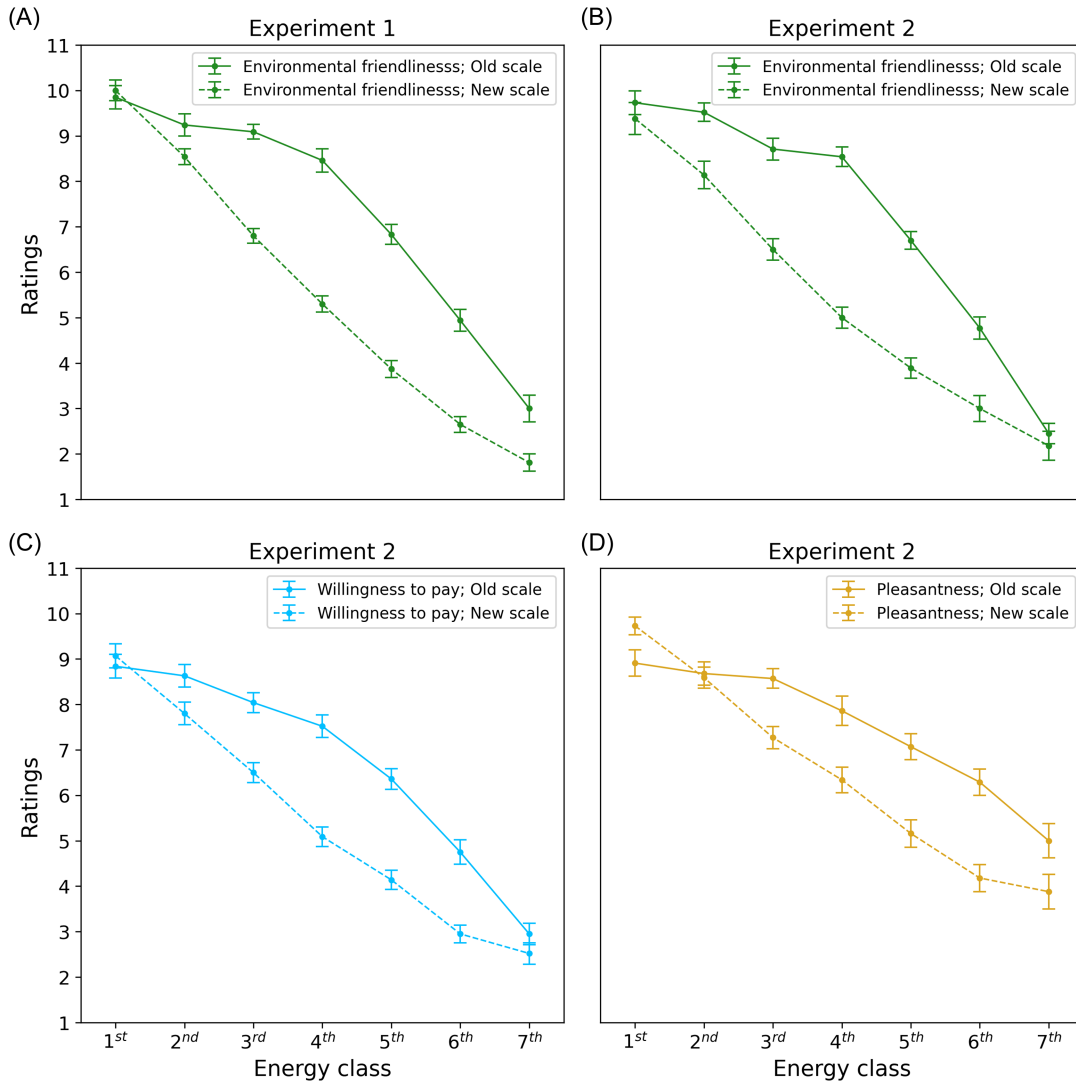 (A)
Experiment 1
Environmental friendlinesss; Old scale
Environmental friendlinesss; New scale
11
10
9
8
7
6
5
4
3
2
1
Ratings
(B)
Experiment 2
Environmental friendlinesss; Old scale
Environmental friendlinesss; New scale
(C)
Experiment 2
Willingness to pay; Old scale
Willingness to pay; New scale
11
10
9
8
7
6
5
4
3
2
1
Ratings
1st 2nd 3rd 4th 5th 6th 7th
Energy class
(D)
Experiment 2
Pleasantness; Old scale
Pleasantness; New scale
1st 2nd 3rd 4th 5th 6th 7th
Energy class